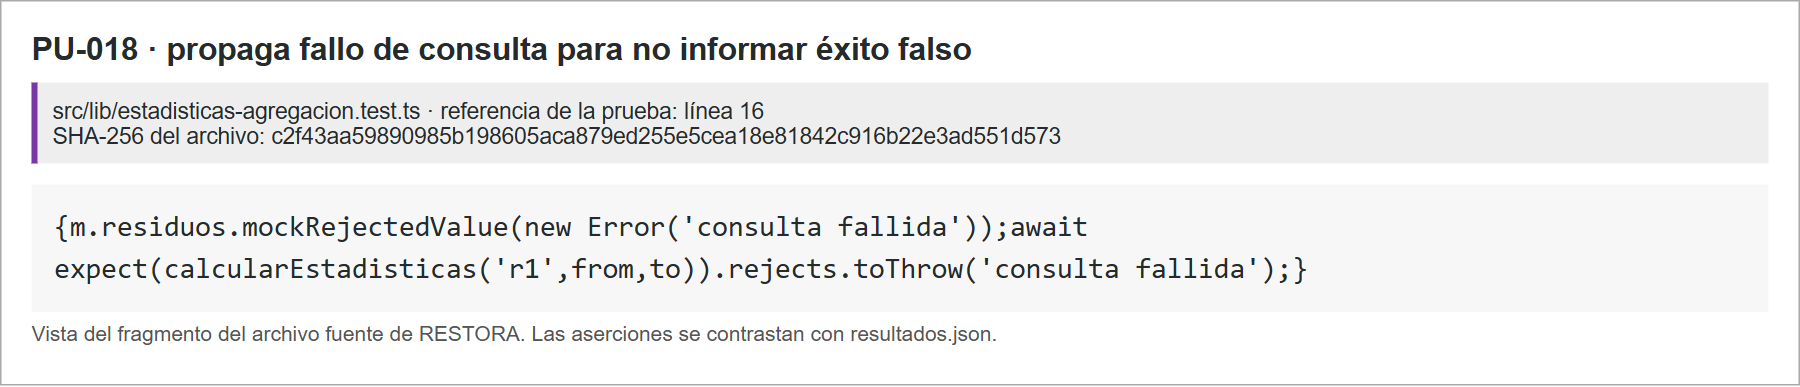 PU-018 · propaga fallo de consulta para no informar éxito falso
src/lib/estadisticas-agregacion.test.ts · referencia de la prueba: línea 16
SHA-256 del archivo: c2f43aa59890985b198605aca879ed255e5cea18e81842c916b22e3ad551d573
{m.residuos.mockRejectedValue(new Error('consulta fallida'));await
expect(calcularEstadisticas('r1',from,to)).rejects.toThrow('consulta fallida');}
Vista del fragmento del archivo fuente de RESTORA. Las aserciones se contrastan con resultados.json.